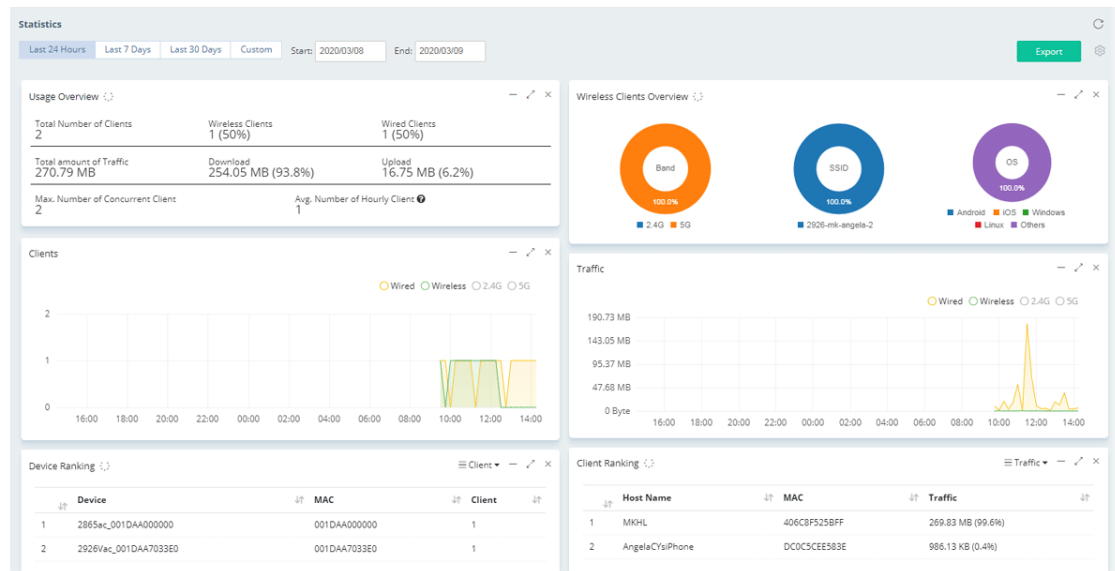 Statistics
Last 24 Hours Last 7 Days Last 30 Days Custom Start: 2020/03/08 End: 2020/03/09
Export
Usage Overview
Total Number of Clients Wireless Clients Wired Clients
2 1 (50%) 1 (50%)
Total amount of Traffic Download Upload
270.79 MB 254.05 MB (93.8%) 16.75 MB (6.2%)
Max. Number of Concurrent Client Avg. Number of Hourly Client ?
2 1
Wireless Clients Overview
Band SSID OS
100.0% 100.0% 100.0%
2.4G 5G 2926-mk-angela-2 Android iOS Windows
Linux Others
Clients
Wired Wireless 2.4G 5G
2
1
0
16:00 18:00 20:00 22:00 00:00 02:00 04:00 06:00 08:00 10:00 12:00 14:00
Traffic
Wired Wireless 2.4G 5G
190.73 MB
143.05 MB
95.37 MB
47.68 MB
0 Byte
16:00 18:00 20:00 22:00 00:00 02:00 04:00 06:00 08:00 10:00 12:00 14:00
Device Ranking Client
Device MAC Client
1 2865ac_001DAA000000 001DAA000000 1
2 2926Vac_001DAA7033E0 001DAA7033E0 1
Client Ranking Traffic
Host Name MAC Traffic
1 MKHL 406C8F525BFF 269.83 MB (99.6%)
2 AngelaCYsiPhone DC0C5CEE583E 986.13 KB (0.4%)